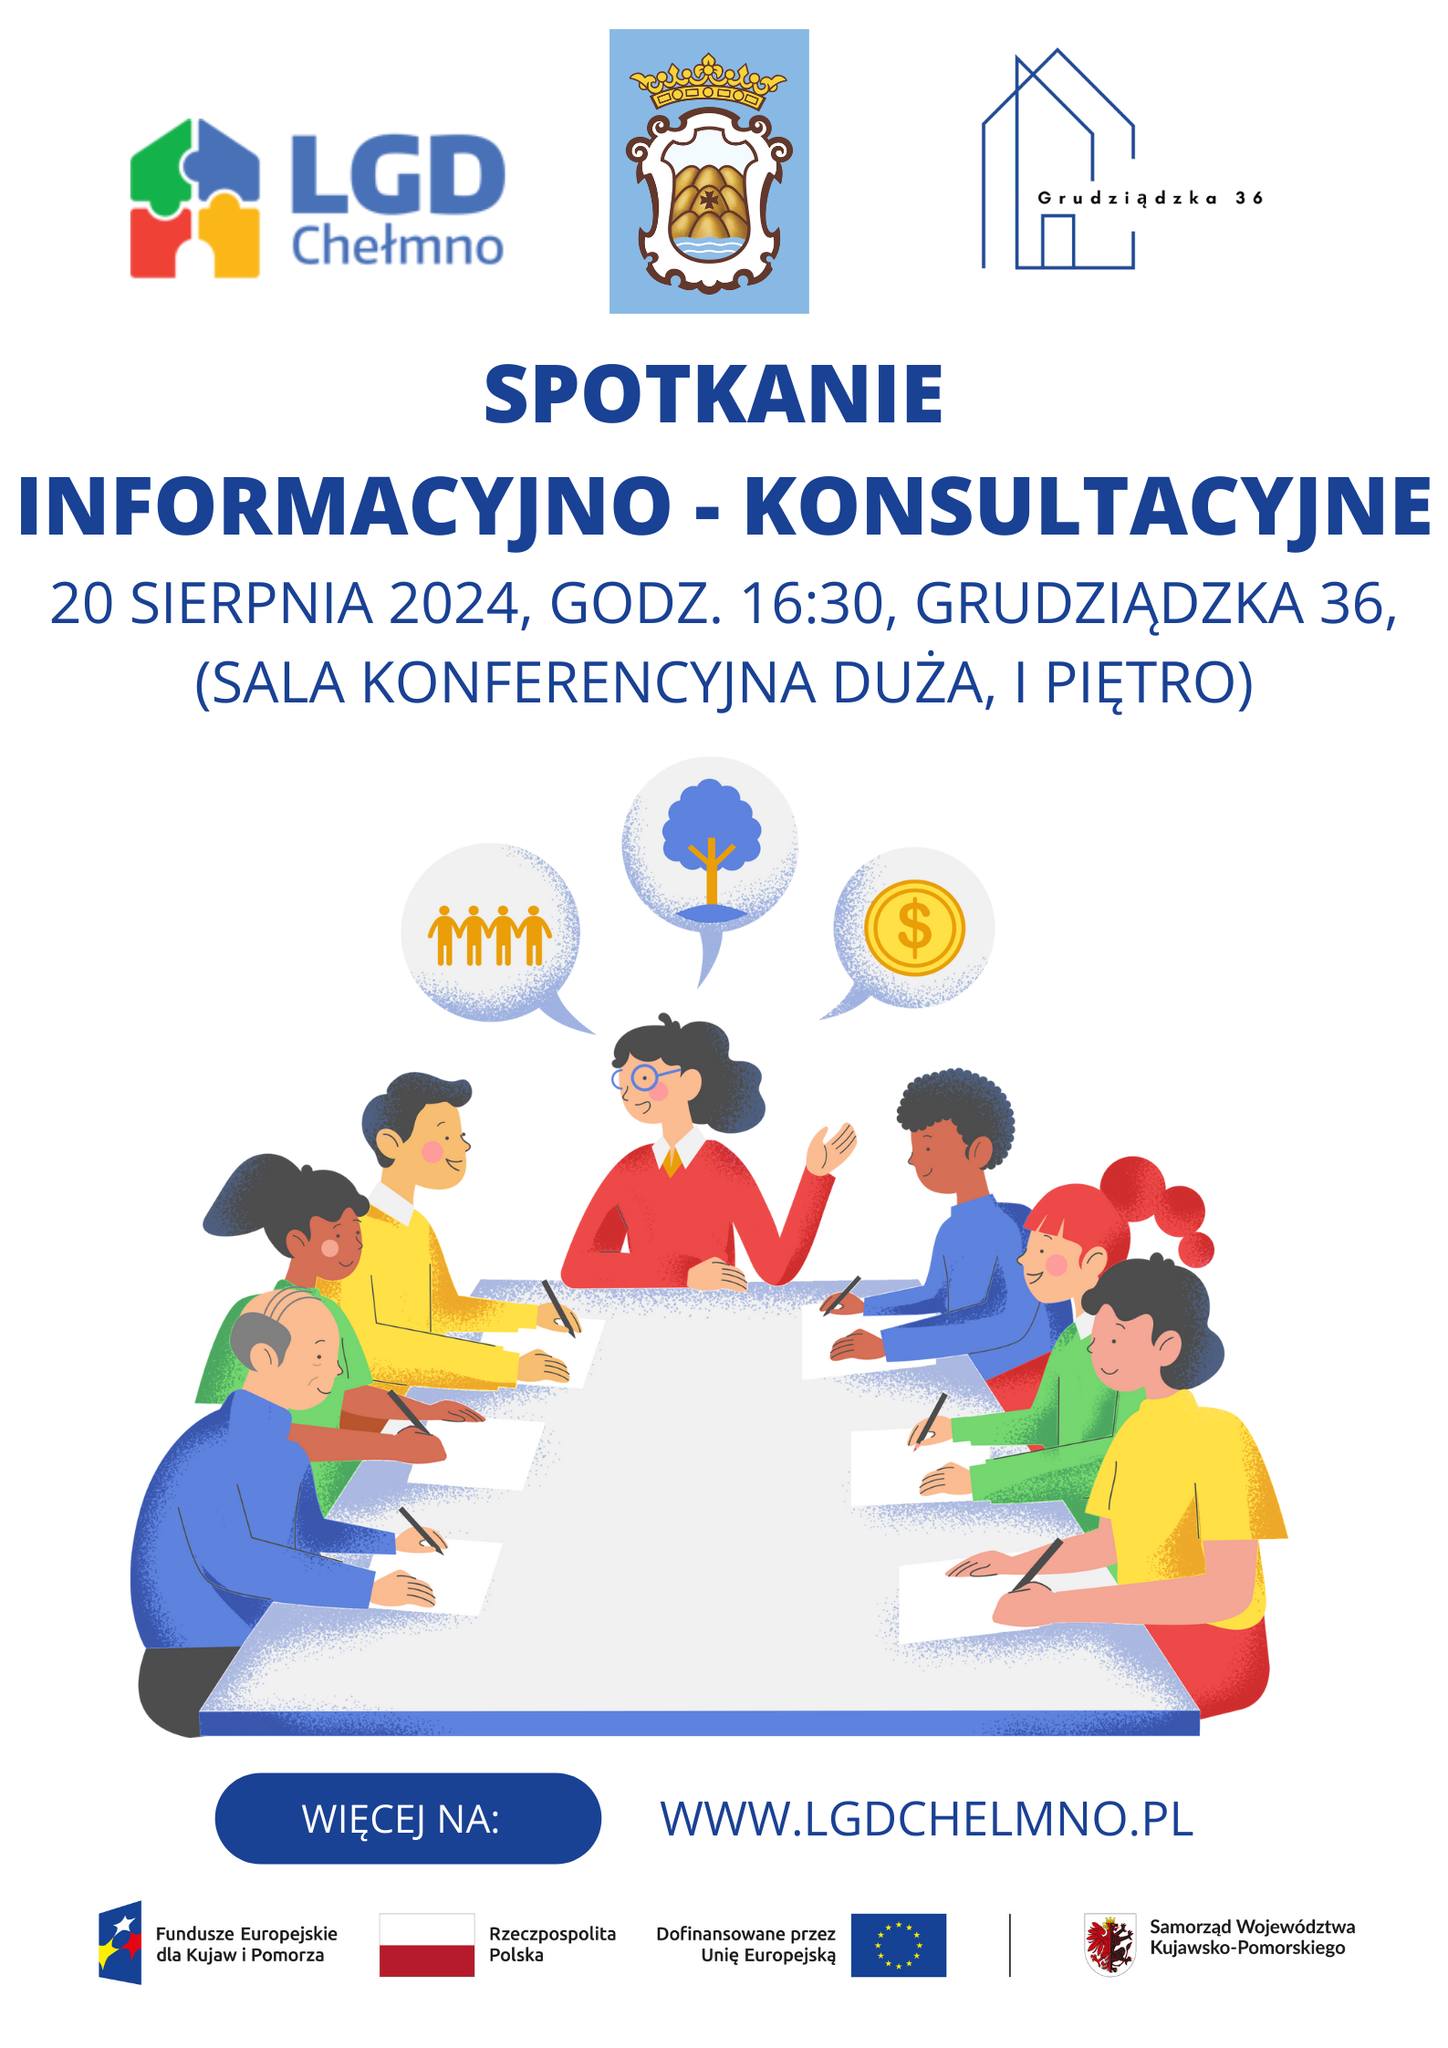 LGD
Chełmno
Grudziądzka 36
SPOTKANIE
INFORMACYJNO - KONSULTACYJNE
20 SIERPNIA 2024, GODZ. 16:30, GRUDZIĄDZKA 36,
(SALA KONFERENCYJNA DUŻA, I PIĘTRO)
$
WIĘCEJ NA: WWW.LGDCHELMNO.PL
Fundusze Europejskie
dla Kujaw i Pomorza
Rzeczpospolita
Polska
Dofinansowane przez
Unię Europejską
Samorząd Województwa
Kujawsko-Pomorskiego